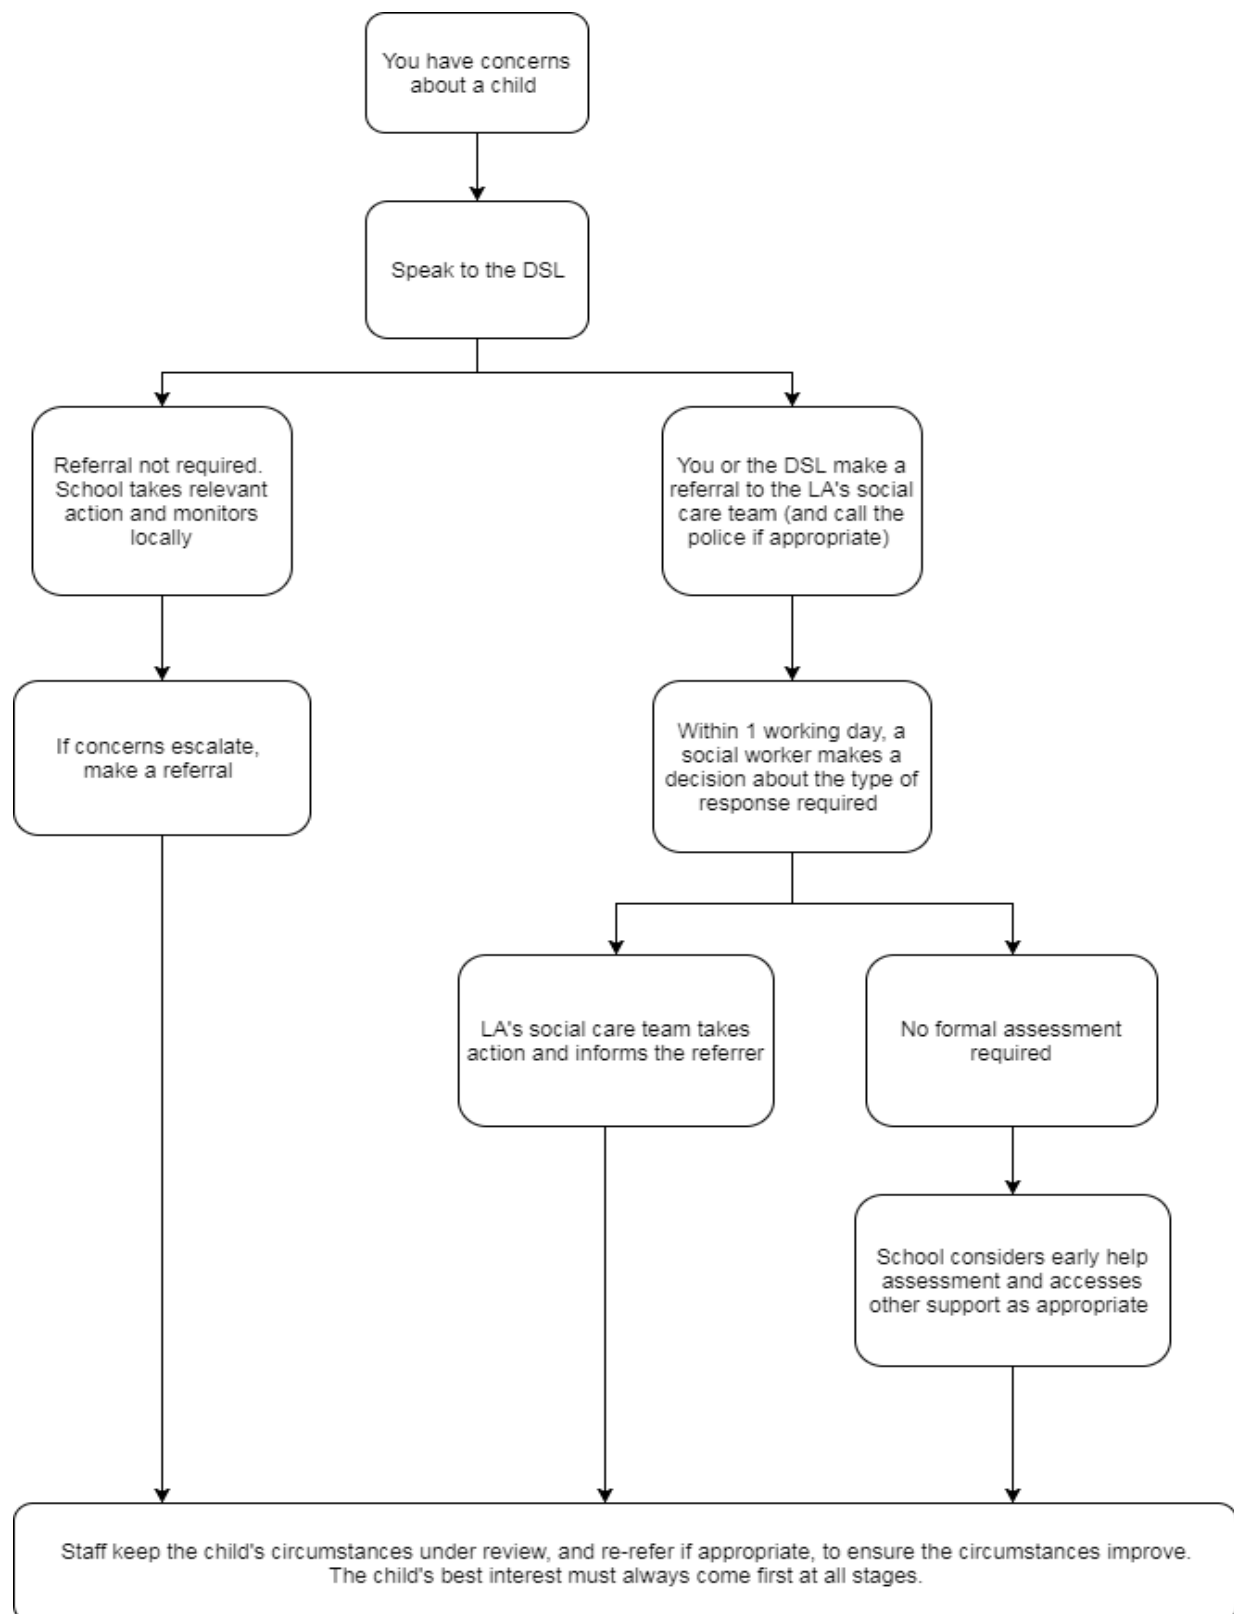 You have concerns
about a child
Speak to the DSL
Referral not required.
School takes relevant
action and monitors
locally
You or the DSL make a
referral to the LA's social
care team (and call the
police if appropriate)
If concerns escalate,
make a referral
Within 1 working day, a
social worker makes a
decision about the type of
response required
LA's social care team takes
action and informs the referrer
No formal assessment
required
School considers early help
assessment and accesses
other support as appropriate
Staff keep the child's circumstances under review, and re-refer if appropriate, to ensure the circumstances improve.
The child's best interest must always come first at all stages.